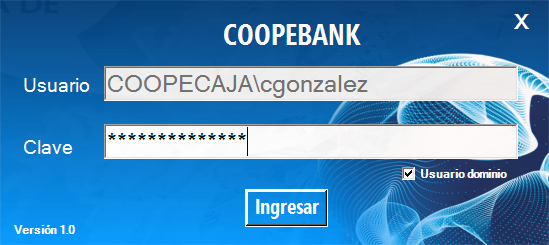 X
COOPEBANK
Usuario COOPECAJA\cgonzalez
Clave **************
Usuario dominio
Ingresar
Versión 1.0